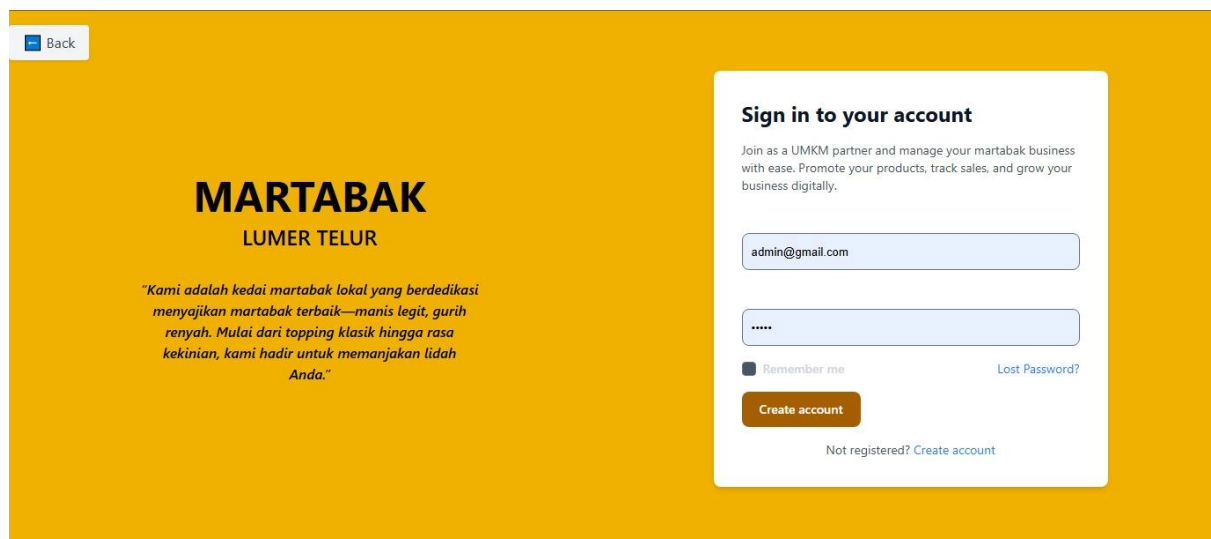 Back
MARTABAK
LUMER TELUR
"Kami adalah kedai martabak lokal yang berdedikasi
menyajikan martabak terbaik—manis legit, gurih
renyah. Mulai dari topping klasik hingga rasa
kekinian, kami hadir untuk memanjakan lidah
Anda."
Sign in to your account
Join as a UMKM partner and manage your martabak business
with ease. Promote your products, track sales, and grow your
business digitally.
admin@gmail.com
•••••
Remember me
Lost Password?
Create account
Not registered? Create account